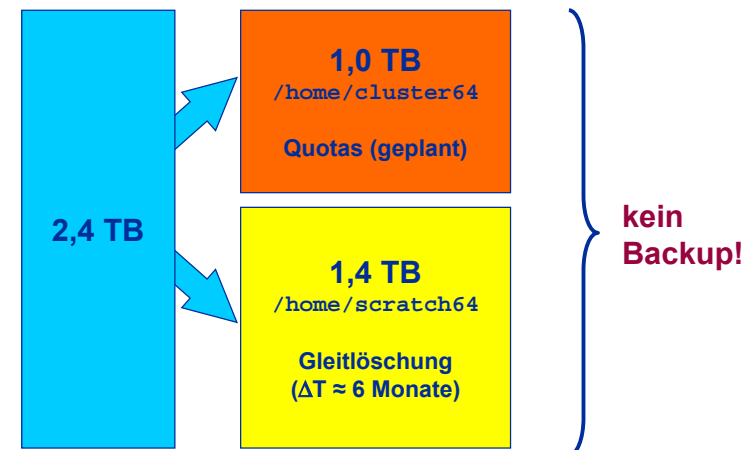 2,4 TB
1,0 TB
/home/cluster64
Quotas (geplant)
1,4 TB
/home/scratch64
Gleitlöschung
(ΔT ≈ 6 Monate)
kein
Backup!